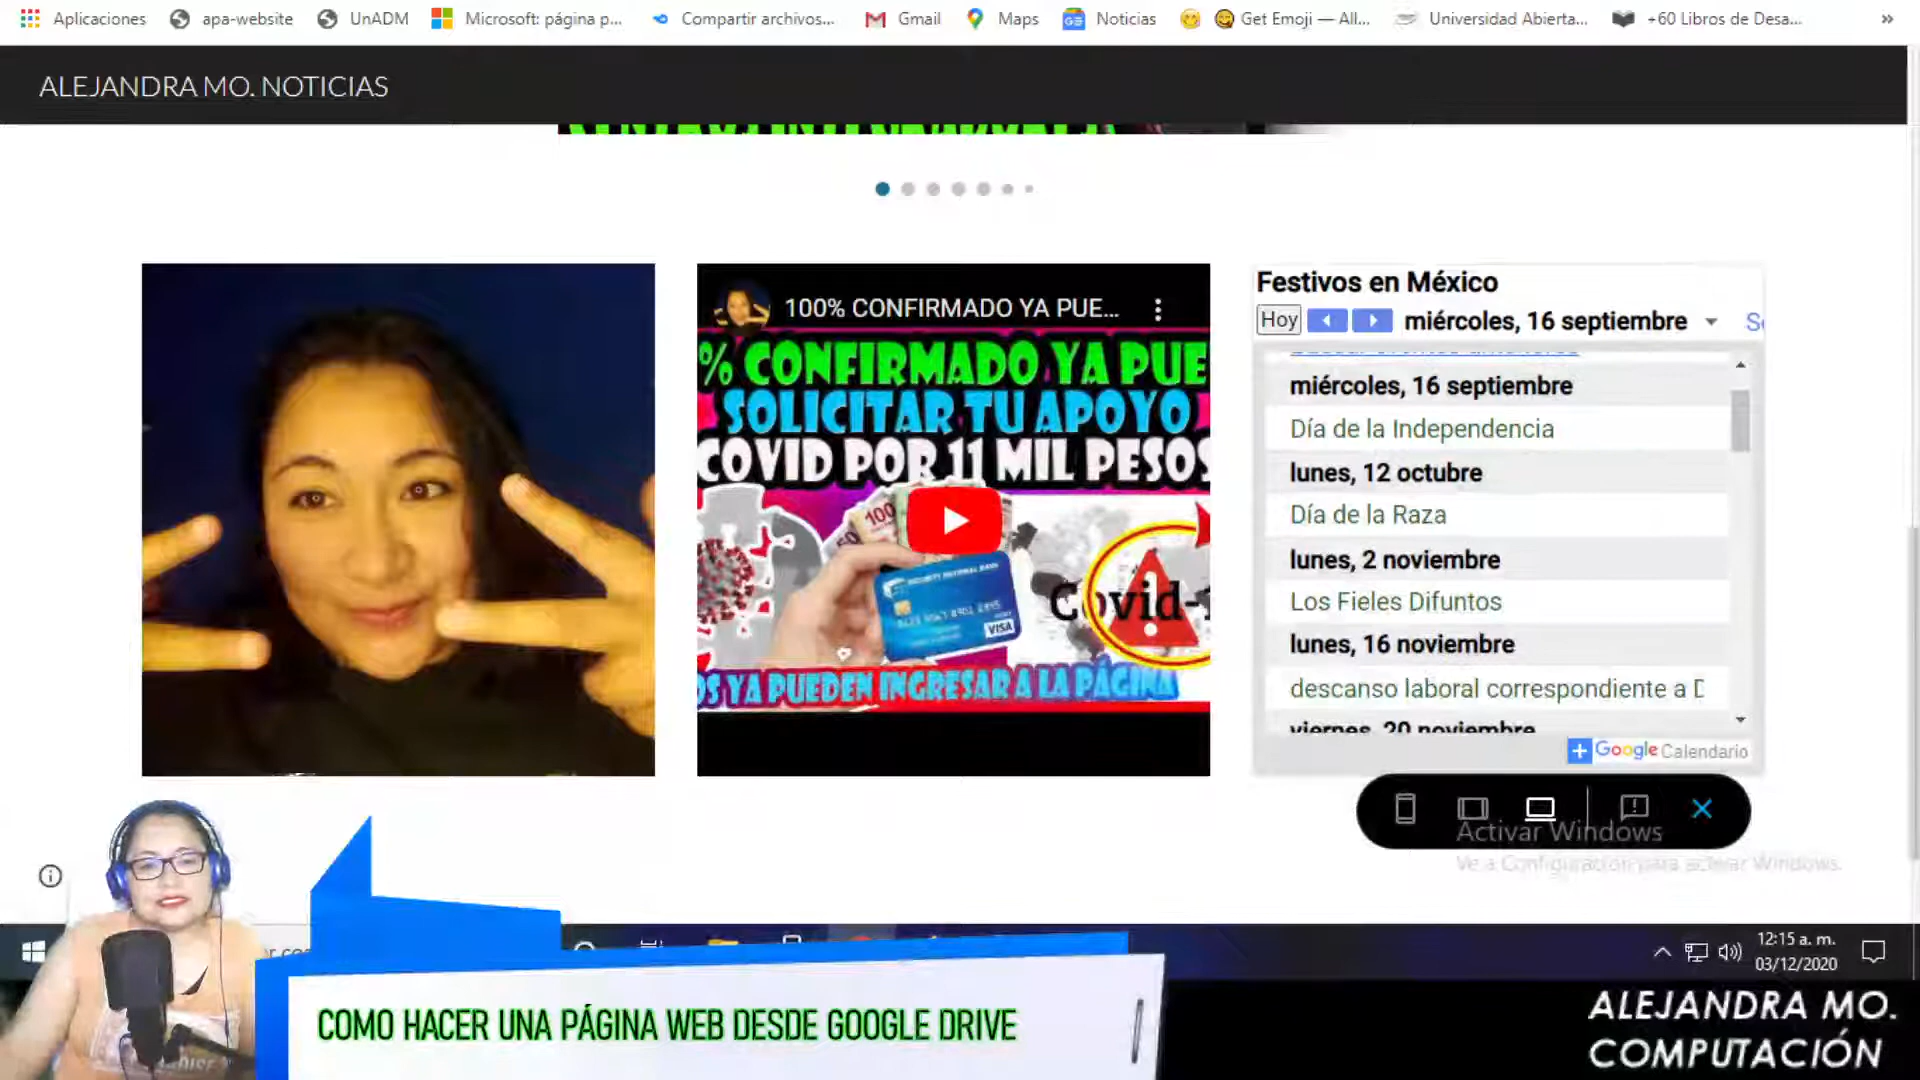 Aplicaciones
apa-website
UnADM
Microsoft: página p...
Compartir archivos...
Gmail
Maps
Noticias
Get Emoji — All...
Universidad Abierta...
+60 Libros de Desa...
»
ALEJANDRA MO. NOTICIAS
100% CONFIRMADO YA PUE...
% CONFIRMADO YA PUE
SOLICITAR TU APOYO
COVID POR 11 MIL PESOS
100
VISA
Covid-
OS YA PUEDEN INGRESAR A LA PÁGINA
Festivos en México
Hoy
miércoles, 16 septiembre
miércoles, 16 septiembre
Día de la Independencia
lunes, 12 octubre
Día de la Raza
lunes, 2 noviembre
Los Fieles Difuntos
lunes, 16 noviembre
descanso laboral correspondiente a D
viernes, 20 noviembre
Google Calendario
Activar Windows
Ve a Configuración para activar Windows.
12:15 a. m.
03/12/2020
COMO HACER UNA PÁGINA WEB DESDE GOOGLE DRIVE
ALEJANDRA MO.
COMPUTACIÓN